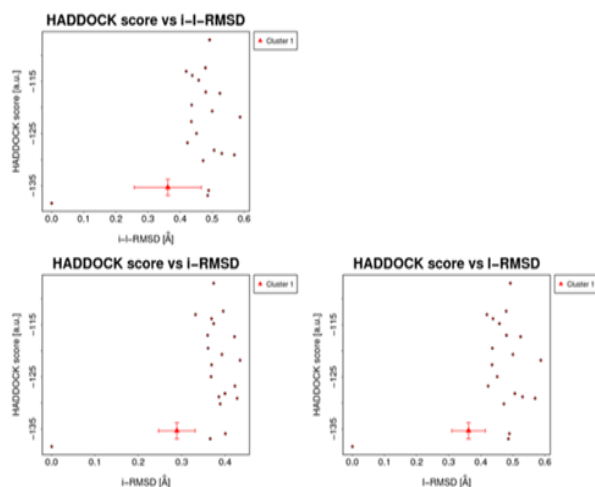 HADDOCK score vs i-l-RMSD
Cluster 1
HADDOCK score [a.u.]
-115
-125
-135
0.0 0.1 0.2 0.3 0.4 0.5 0.6
i-l-RMSD [Å]
HADDOCK score vs i-RMSD
Cluster 1
HADDOCK score [a.u.]
-115
-125
-135
0.0 0.1 0.2 0.3 0.4
i-RMSD [Å]
HADDOCK score vs l-RMSD
Cluster 1
HADDOCK score [a.u.]
-115
-125
-135
0.0 0.1 0.2 0.3 0.4 0.5 0.6
l-RMSD [Å]